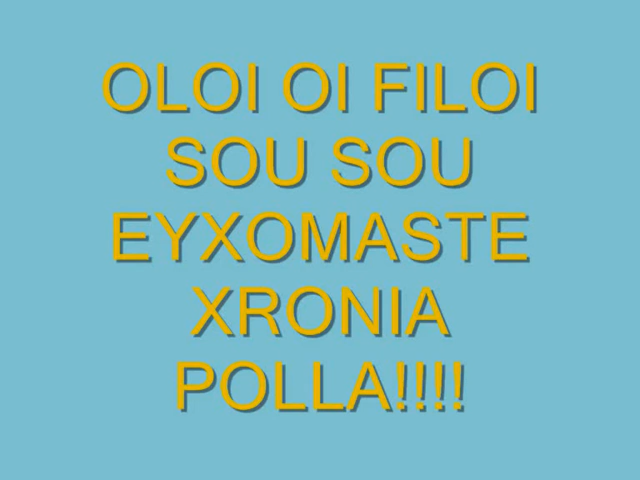 OLOI OI FILOI
SOU SOU
EYXOMASTE
XRONIA
POLLA!!!!